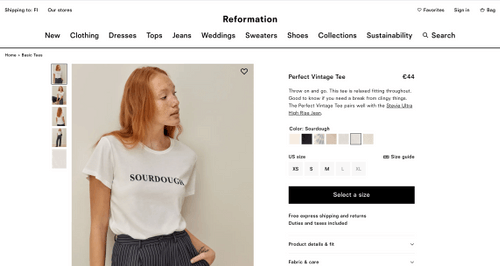 Shipping to: FI
Our stores
Reformation
Favorites
Sign in
Bag
New Clothing Dresses Tops Jeans Weddings Sweaters Shoes Collections Sustainability Search
Home › Basic Tees
SOURDOUGH
Perfect Vintage Tee €44
Throw on and go. This tee is relaxed fitting throughout.
Good to know if you need a break from clingy things.
The Perfect Vintage Tee pairs well with the Stevie Ultra
High Rise Jean.
Color: Sourdough
US size
Size guide
XS S M L XL
Select a size
Free express shipping and returns
Duties and taxes included
Product details & fit
Fabric & care